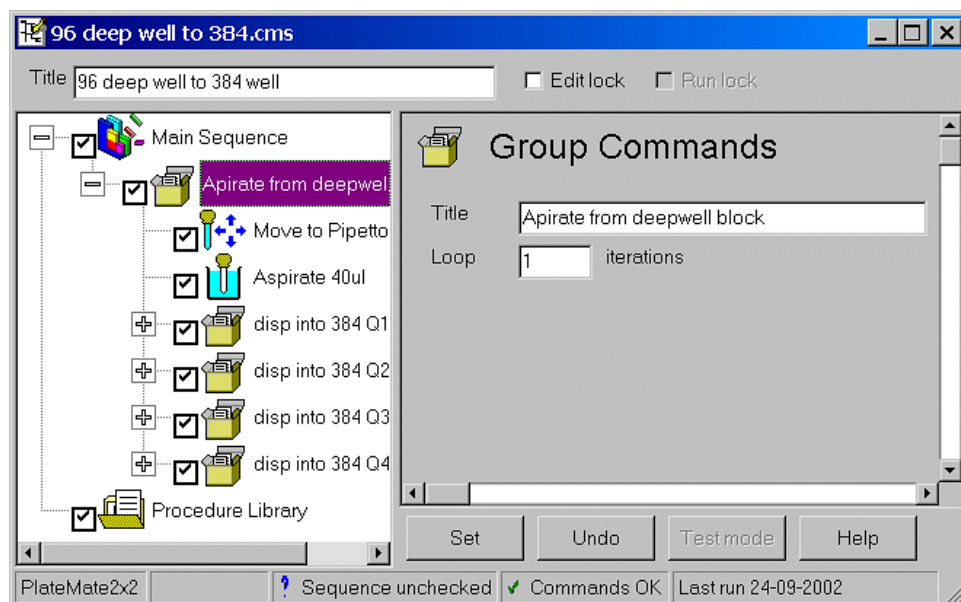 96 deep well to 384.cms
Title 96 deep well to 384 well Edit lock Run lock
Main Sequence
Apirate from deepwel
Move to Pipetto
Aspirate 40ul
disp into 384 Q1
disp into 384 Q2
disp into 384 Q3
disp into 384 Q4
Procedure Library
Group Commands
Title Apirate from deepwell block
Loop 1 iterations
Set Undo Test mode Help
PlateMate2x2 Sequence unchecked Commands OK Last run 24-09-2002